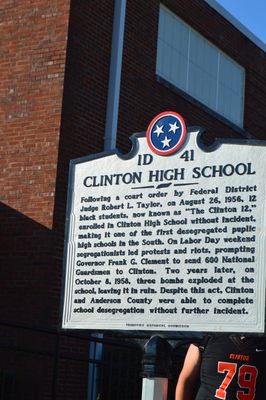 1D 41
CLINTON HIGH SCHOOL
Following a court order by Federal District
Judge Robert L. Taylor, on August 26, 1956, 12
black students, now known as "The Clinton 12,"
enrolled in Clinton High School without incident,
making it one of the first desegregated public
high schools in the South. On Labor Day weekend
segregationists led protests and riots, prompting
Governor Frank G. Clement to send 600 National
Guardsmen to Clinton. Two years later, on
October 5, 1958, three bombs exploded at the
school, leaving it in ruin. Despite this act, Clinton
and Anderson County were able to complete
school desegregation without further incident.
TENNESSEE HISTORICAL COMMISSION
CLINTON
79